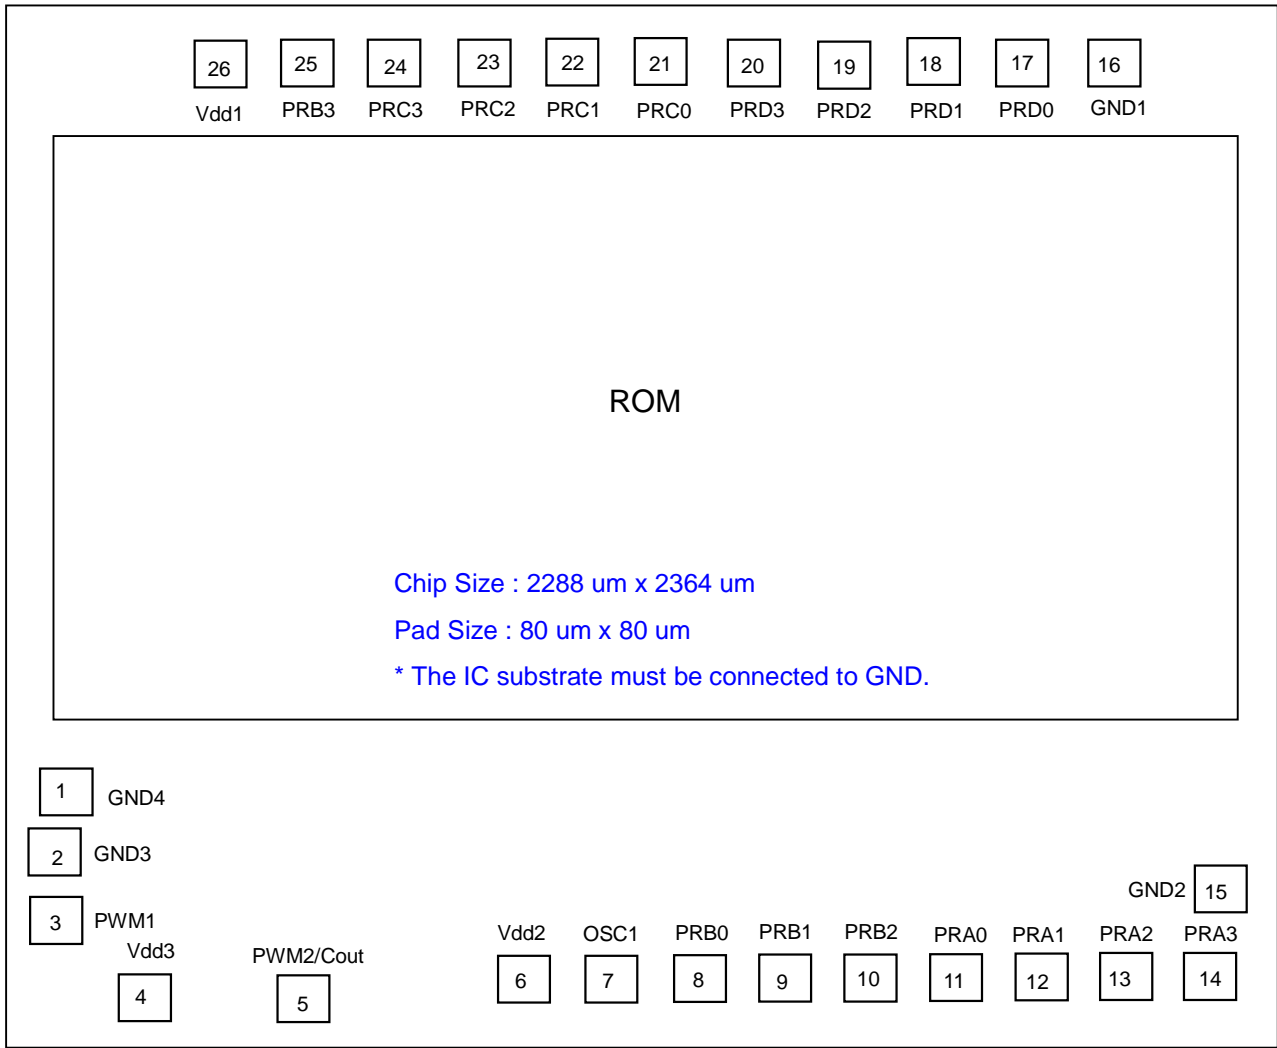 26 25 24 23 22 21 20 19 18 17 16
Vdd1 PRB3 PRC3 PRC2 PRC1 PRC0 PRD3 PRD2 PRD1 PRD0 GND1
ROM
Chip Size : 2288 um x 2364 um
Pad Size : 80 um x 80 um
* The IC substrate must be connected to GND.
1 GND4
2 GND3
GND2 15
3 PWM1
Vdd3 PWM2/Cout Vdd2 OSC1 PRB0 PRB1 PRB2 PRA0 PRA1 PRA2 PRA3
4 5 6 7 8 9 10 11 12 13 14